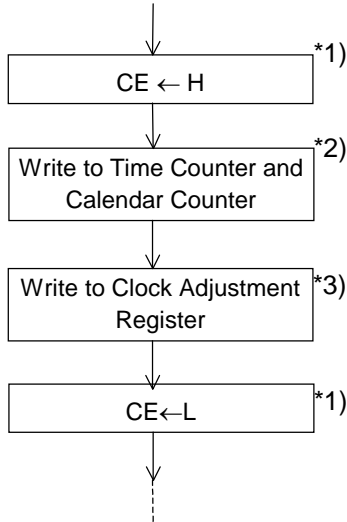 *1)
CE ← H
*2)
Write to Time Counter and
Calendar Counter
*3)
Write to Clock Adjustment
Register
*1)
CE←L